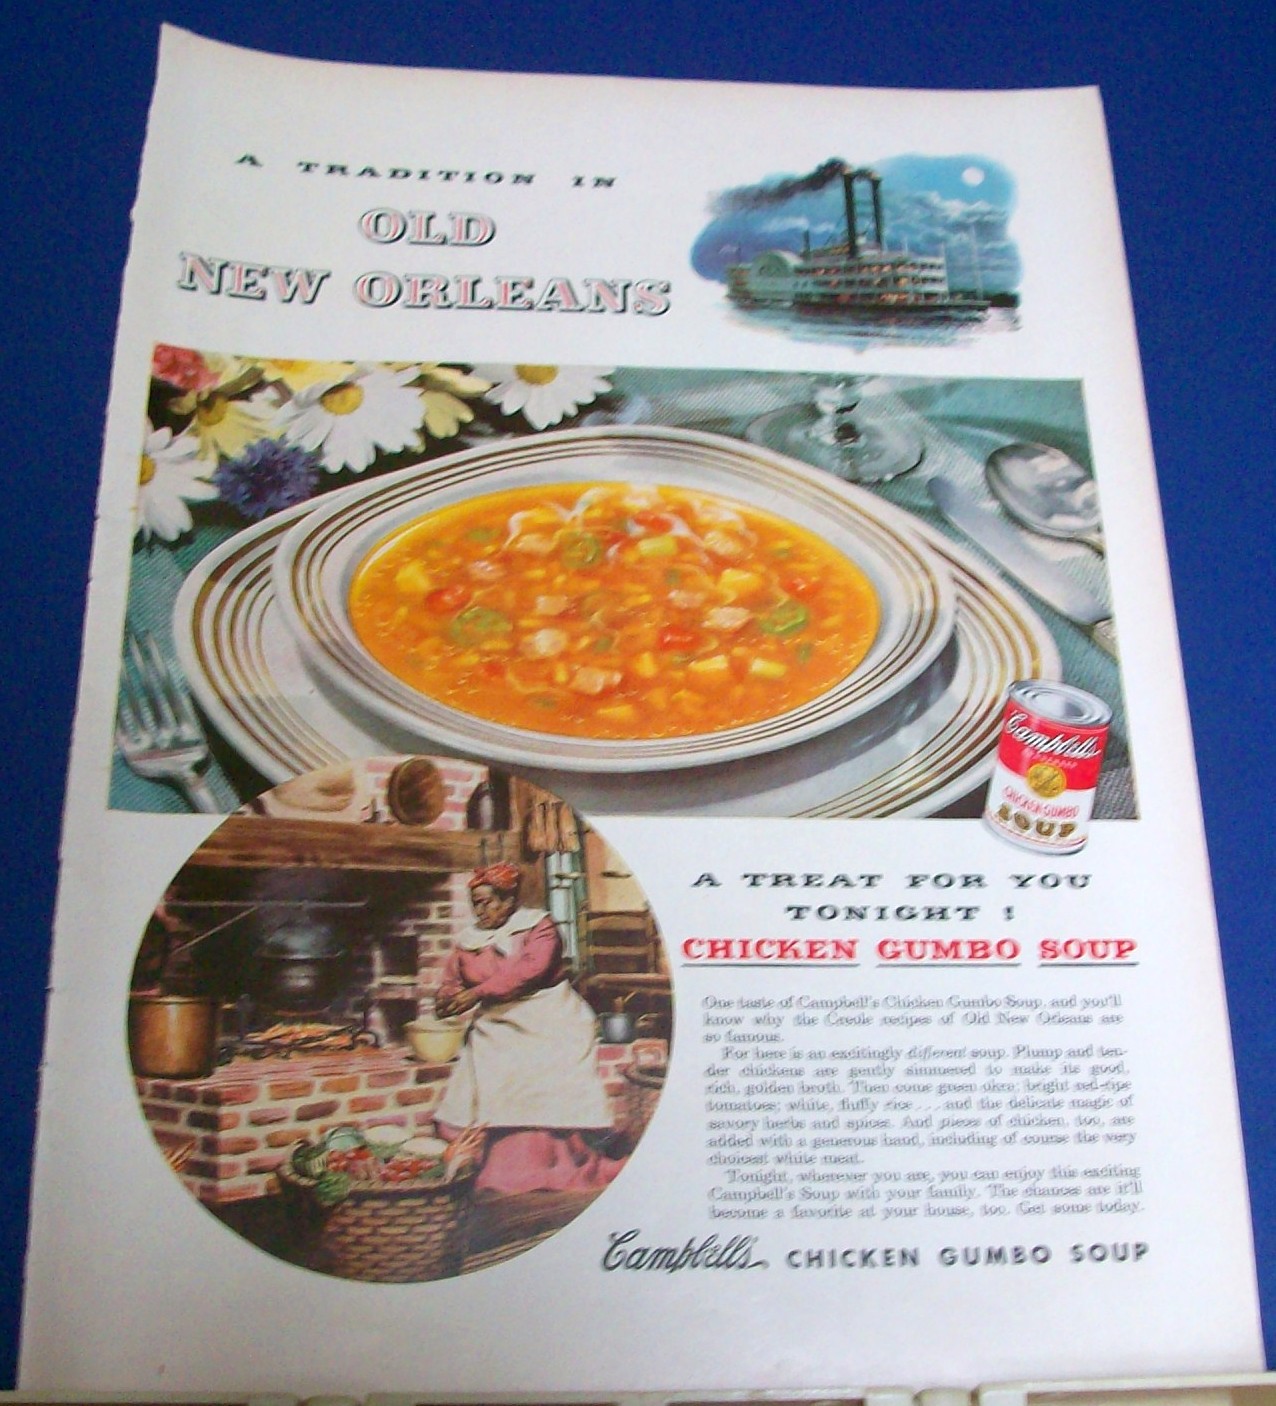 A TRADITION IN
OLD
NEW ORLEANS
Campbell's
CHICKEN GUMBO
SOUP
A TREAT FOR YOU
TONIGHT !
CHICKEN GUMBO SOUP
One taste of Campbell's Chicken Gumbo Soup, and you'll
know why the Creole recipes of Old New Orleans are
so famous.
For here is an excitingly different soup. Plump and ten-
der chickens are gently simmered to make its good,
rich, golden broth. Then come green okra; bright red-ripe
tomatoes; white, fluffy rice . . . and the delicate magic of
savory herbs and spices. And pieces of chicken, too, are
added with a generous hand, including of course the very
choicest white meat.
Tonight, wherever you are, you can enjoy this exciting
Campbell's Soup with your family. The chances are it'll
become a favorite at your house, too. Get some today.
Campbell's CHICKEN GUMBO SOUP